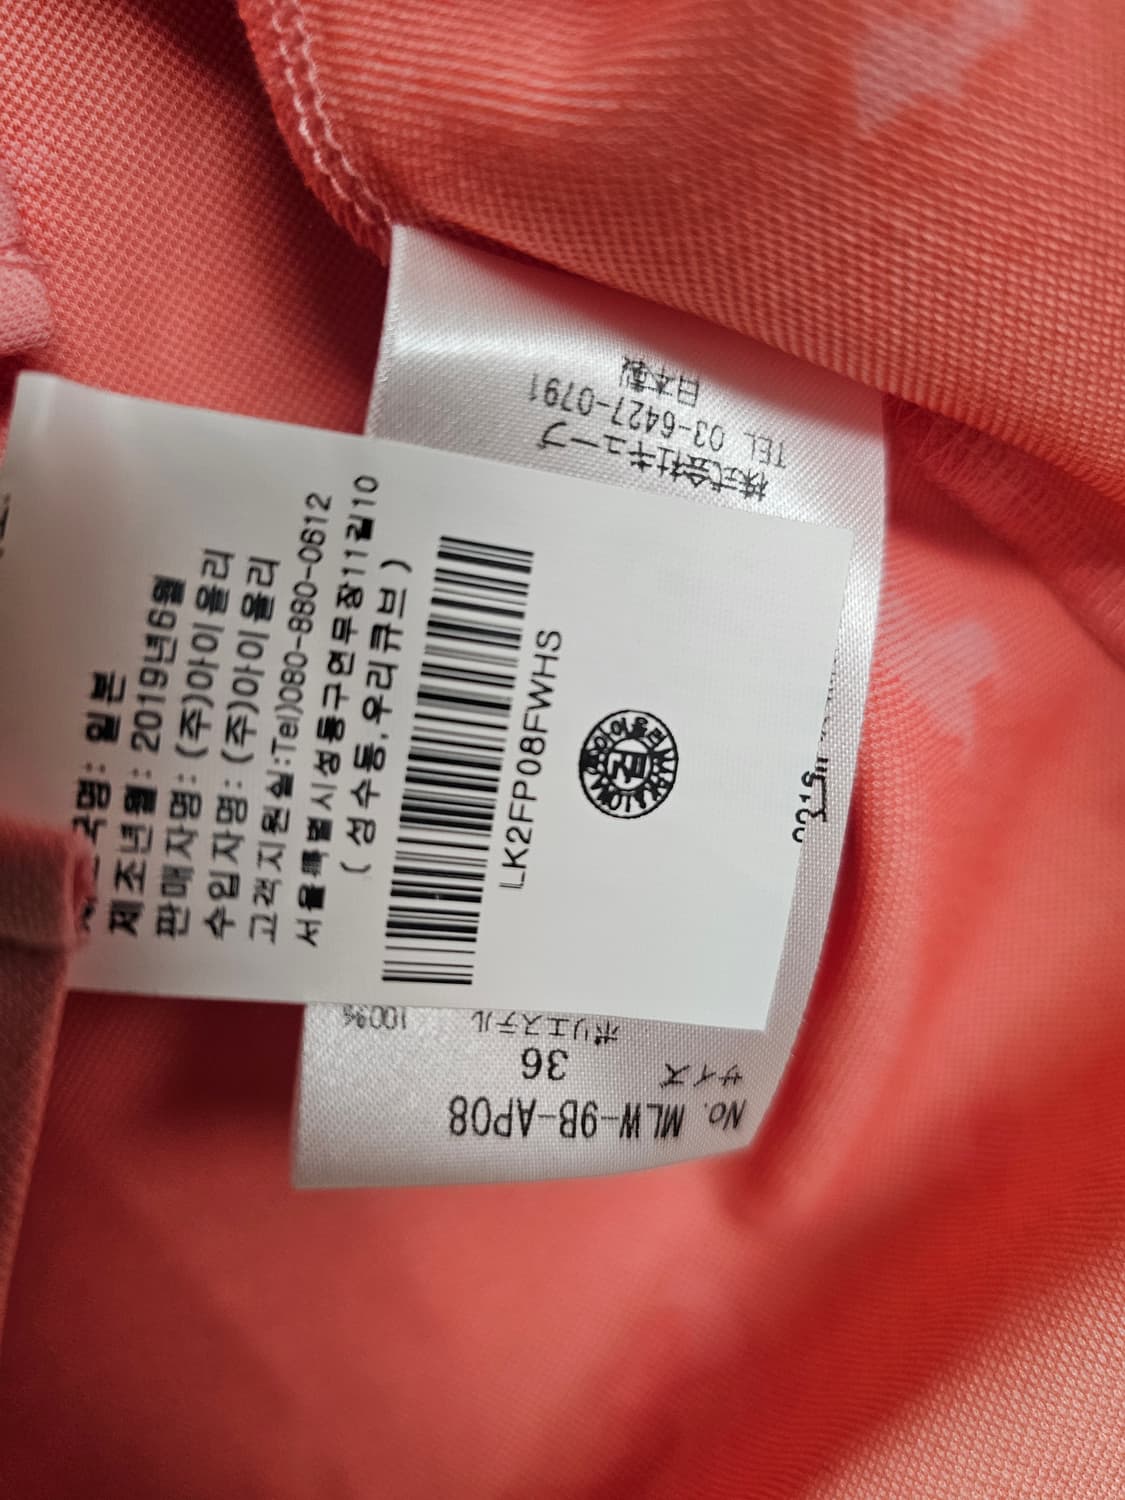 제조국명: 일본
제조년월: 2019년6월
판매자명: (주)아이올리
수입자명: (주)아이올리
고객지원실:Tel)080-880-0612
서울특별시성동구연무장11길10
(성수동,우리큐브)
LK2FP08FWHS
아이올리
No. MLW-9B-AP08
サイズ 36
ポリエステル 100%
株式会社キューブ
TEL 03-6427-0791
日本製